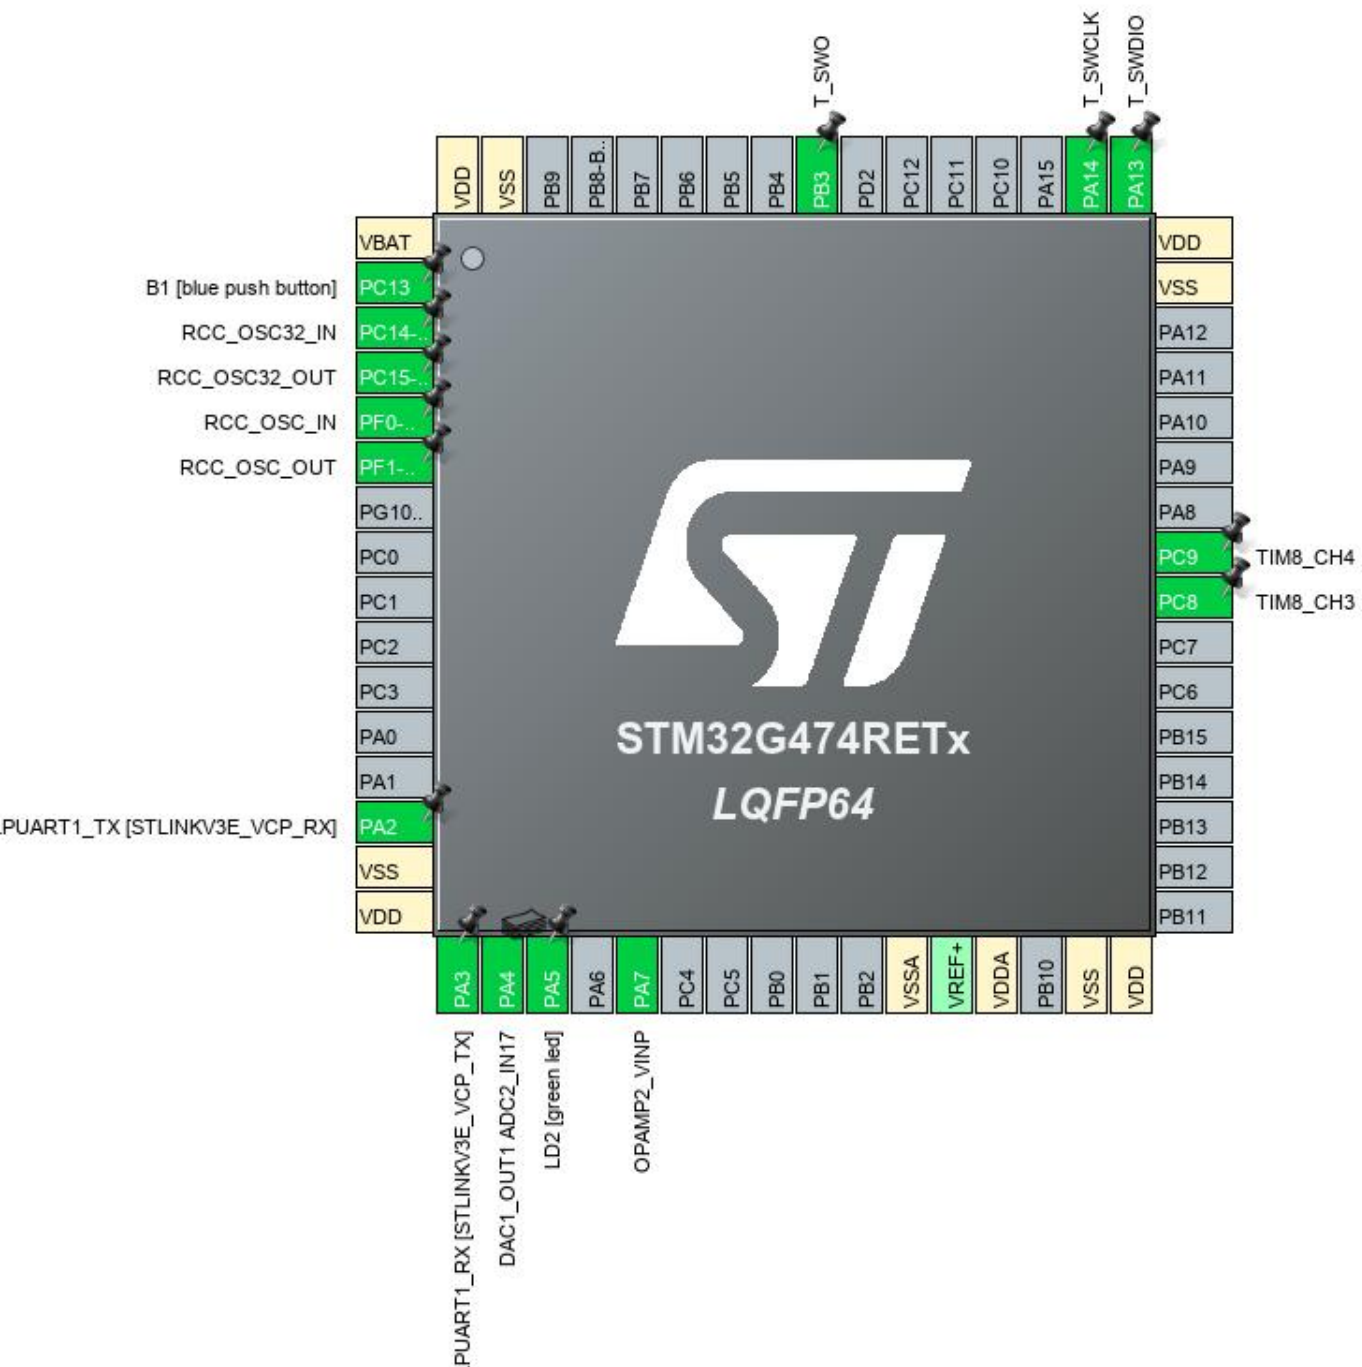 T_SWO
T_SWCLK
T_SWDIO
VDD
VSS
PB9
PB8-B..
PB7
PB6
PB5
PB4
PB3
PD2
PC12
PC11
PC10
PA15
PA14
PA13
VBAT
B1 [blue push button] PC13
RCC_OSC32_IN PC14-..
RCC_OSC32_OUT PC15-..
RCC_OSC_IN PF0-..
RCC_OSC_OUT PF1-..
PG10..
PC0
PC1
PC2
PC3
PA0
PA1
PUART1_TX [STLINKV3E_VCP_RX] PA2
VSS
VDD
VDD
VSS
PA12
PA11
PA10
PA9
PA8
PC9 TIM8_CH4
PC8 TIM8_CH3
PC7
PC6
PB15
PB14
PB13
PB12
PB11
ST
STM32G474RETx
LQFP64
PA3
PA4
PA5
PA6
PA7
PC4
PC5
PB0
PB1
PB2
VSSA
VREF+
VDDA
PB10
VSS
VDD
PUART1_RX [STLINKV3E_VCP_TX]
DAC1_OUT1 ADC2_IN17
LD2 [green led]
OPAMP2_VINP